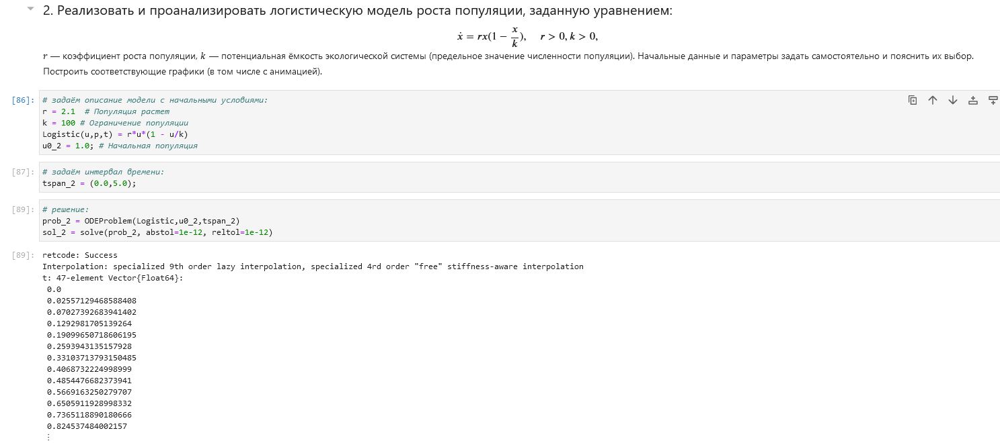 2. Реализовать и проанализировать логистическую модель роста популяции, заданную уравнением:
ẋ = rx(1 − x/k), r > 0, k > 0,
r — коэффициент роста популяции, k — потенциальная ёмкость экологической системы (предельное значение численности популяции). Начальные данные и параметры задать самостоятельно и пояснить их выбор.
Построить соответствующие графики (в том числе с анимацией).
[86]: # задаём описание модели с начальными условиями:
r = 2.1  # Популяция растет
k = 100 # Ограничение популяции
Logistic(u,p,t) = r*u*(1 - u/k)
u0_2 = 1.0; # Начальная популяция
[87]: # задаём интервал времени:
tspan_2 = (0.0,5.0);
[89]: # решение:
prob_2 = ODEProblem(Logistic,u0_2,tspan_2)
sol_2 = solve(prob_2, abstol=1e-12, reltol=1e-12)
[89]: retcode: Success
Interpolation: specialized 9th order lazy interpolation, specialized 4rd order "free" stiffness-aware interpolation
t: 47-element Vector{Float64}:
0.0
0.02557129468588408
0.07027392683941402
0.1292981705139264
0.19099650718606195
0.2593943135157928
0.33103713793150485
0.4068732224998999
0.4854476682373941
0.5669163250279707
0.6505911928998332
0.7365118890180666
0.824537484002157
⋮